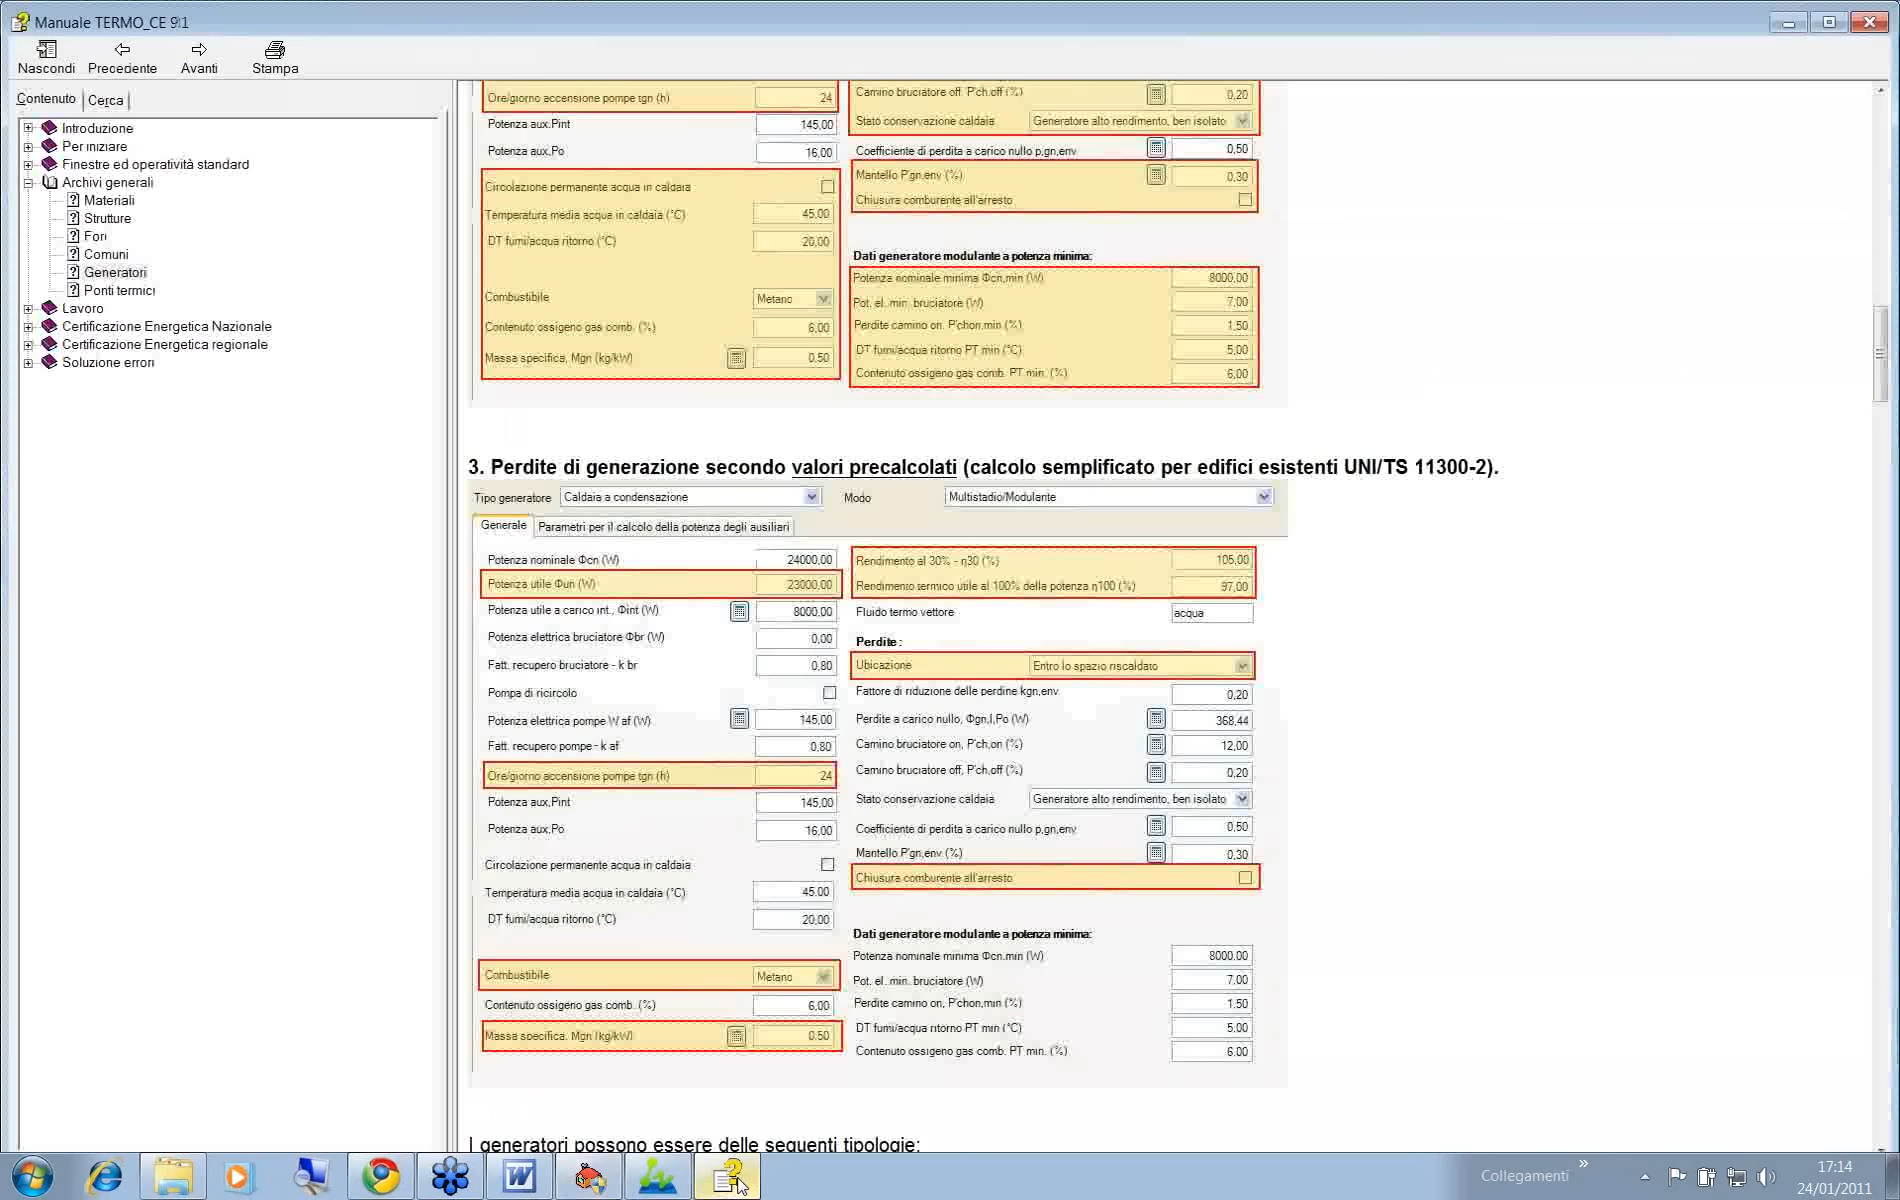 Manuale TERMO_CE 9.1
Nascondi Precedente Avanti Stampa
Contenuto Cerca
Introduzione
Per iniziare
Finestre ed operatività standard
Archivi generali
Materiali
Strutture
Fori
Comuni
Generatori
Ponti termici
Lavoro
Certificazione Energetica Nazionale
Certificazione Energetica regionale
Soluzione errori
Ore/giorno accensione pompe tgn (h) 24
Potenza aux,Pint 145,00
Potenza aux,Po 16,00
Circolazione permanente acqua in caldaia
Temperatura media acqua in caldaia (°C) 45,00
DT fumi/acqua ritorno (°C) 20,00
Combustibile Metano
Contenuto ossigeno gas comb. (%) 6,00
Massa specifica, Mgn (kg/kW) 0,50
Camino bruciatore off. P'ch,off (%) 0,20
Stato conservazione caldaia Generatore alto rendimento, ben isolato
Coefficiente di perdita a carico nullo p,gn,env 0,50
Mantello P'gn,env (%) 0,30
Chiusura comburente all'arresto
Dati generatore modulante a potenza minima:
Potenza nominale minima Φcn,min (W) 8000,00
Pot. el. min. bruciatore (W) 7,00
Perdite camino on, P'chon,min (%) 1,50
DT fumi/acqua ritorno PT min (°C) 5,00
Contenuto ossigeno gas comb. PT min. (%) 6,00
3. Perdite di generazione secondo valori precalcolati (calcolo semplificato per edifici esistenti UNI/TS 11300-2).
Tipo generatore Caldaia a condensazione Modo Multistadio/Modulante
Generale Parametri per il calcolo della potenza degli ausiliari
Potenza nominale Φcn (W) 24000,00
Potenza utile Φun (W) 23000,00
Potenza utile a carico int., Φint (W) 8000,00
Potenza elettrica bruciatore Φbr (W) 0,00
Fatt. recupero bruciatore - k br 0,80
Pompa di ricircolo
Potenza elettrica pompe W af (W) 145,00
Fatt. recupero pompe - k af 0,80
Ore/giorno accensione pompe tgn (h) 24
Potenza aux,Pint 145,00
Potenza aux,Po 16,00
Circolazione permanente acqua in caldaia
Temperatura media acqua in caldaia (°C) 45,00
DT fumi/acqua ritorno (°C) 20,00
Combustibile Metano
Contenuto ossigeno gas comb. (%) 6,00
Massa specifica, Mgn (kg/kW) 0,50
Rendimento al 30% - η30 (%) 105,00
Rendimento termico utile al 100% della potenza η100 (%) 97,00
Fluido termo vettore acqua
Perdite :
Ubicazione Entro lo spazio riscaldato
Fattore di riduzione delle perdine kgn,env 0,20
Perdite a carico nullo, Φgn,l,Po (W) 368,44
Camino bruciatore on, P'ch,on (%) 12,00
Camino bruciatore off, P'ch,off (%) 0,20
Stato conservazione caldaia Generatore alto rendimento, ben isolato
Coefficiente di perdita a carico nullo p,gn,env 0,50
Mantello P'gn,env (%) 0,30
Chiusura comburente all'arresto
Dati generatore modulante a potenza minima:
Potenza nominale minima Φcn,min (W) 8000,00
Pot. el. min. bruciatore (W) 7,00
Perdite camino on, P'chon,min (%) 1,50
DT fumi/acqua ritorno PT min (°C) 5,00
Contenuto ossigeno gas comb. PT min. (%) 6,00
I generatori possono essere delle seguenti tipologie:
Collegamenti »
17:14
24/01/2011